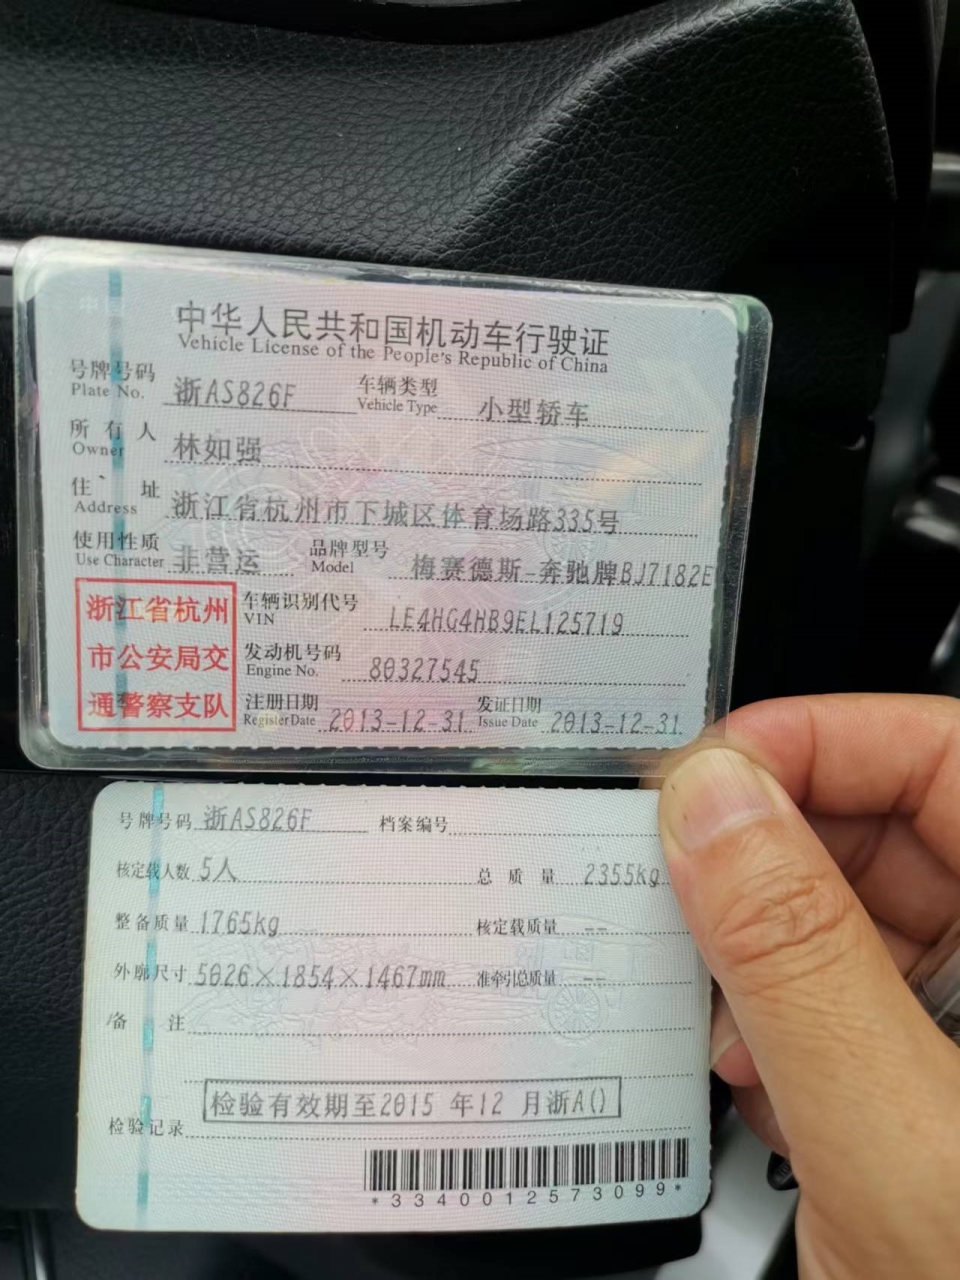 中华人民共和国机动车行驶证
Vehicle License of the People's Republic of China
号牌号码 浙AS826F 车辆类型 小型轿车
Plate No. Vehicle Type
所有人 林如强
Owner
住址 浙江省杭州市下城区体育场路335号
Address
使用性质 非营运 品牌型号 梅赛德斯-奔驰牌BJ7182E
Use Character Model
浙江省杭州
市公安局交
通警察支队
车辆识别代号 LE4HG4HB9EL125719
VIN
发动机号码 80327545
Engine No.
注册日期 2013-12-31 发证日期 2013-12-31
Register Date Issue Date
号牌号码 浙AS826F 档案编号
核定载人数 5人 总质量 2355kg
整备质量 1765kg 核定载质量 --
外廓尺寸 5026×1854×1467mm 准牵引总质量 --
备注
检验有效期至2015 年12 月浙A()
检验记录
*3340012573099*